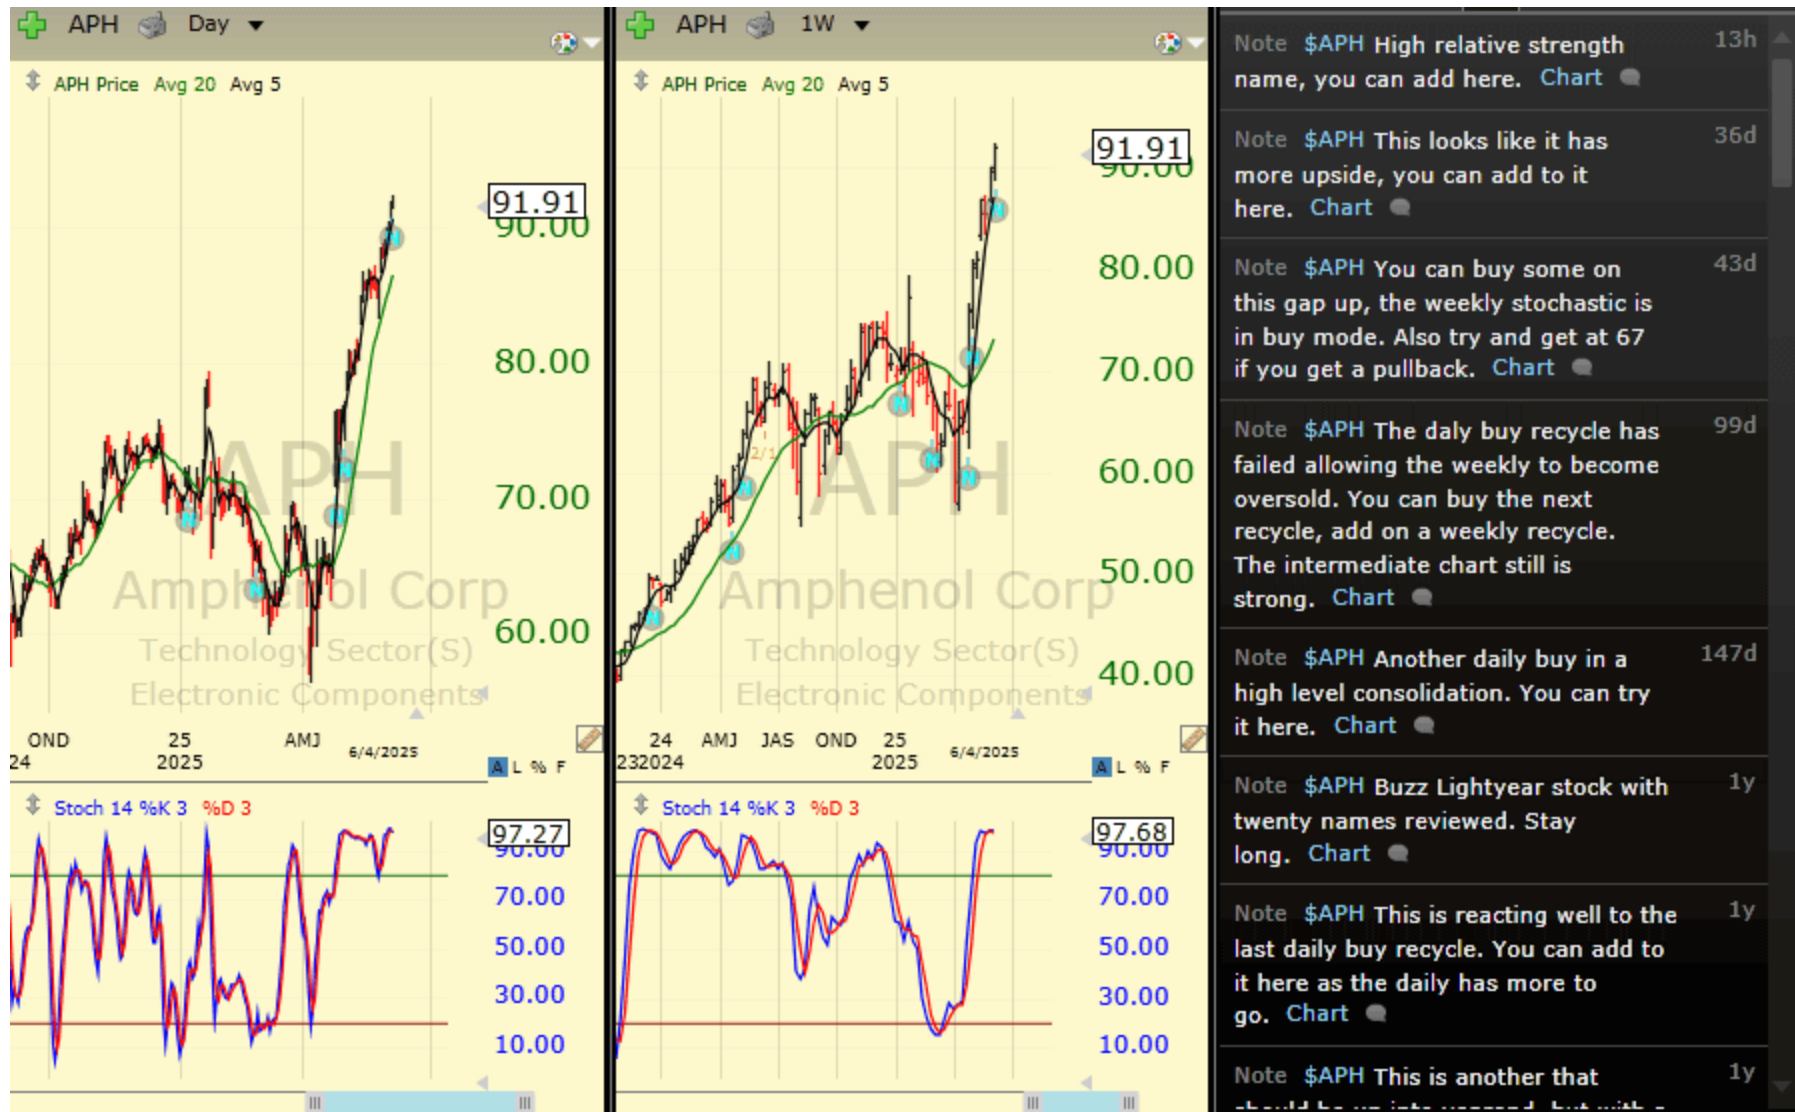 APH Day
APH Price Avg 20 Avg 5
91.91
90.00
80.00
70.00
60.00
APH
Amphenol Corp
Technology Sector(S)
Electronic Components
OND 25 AMJ 6/4/2025
24 2025
A L % F
Stoch 14 %K 3 %D 3
97.27
90.00
70.00
50.00
30.00
10.00
N
N
N
N
N
APH 1W
APH Price Avg 20 Avg 5
91.91
90.00
80.00
70.00
60.00
50.00
40.00
2/1
APH
Amphenol Corp
Technology Sector(S)
Electronic Components
24 AMJ JAS OND 25 6/4/2025
232024 2025
A L % F
Stoch 14 %K 3 %D 3
97.68
90.00
70.00
50.00
30.00
10.00
N
N
N
N
N
N
N
N
Note $APH High relative strength 13h
name, you can add here. Chart
Note $APH This looks like it has 36d
more upside, you can add to it
here. Chart
Note $APH You can buy some on 43d
this gap up, the weekly stochastic is
in buy mode. Also try and get at 67
if you get a pullback. Chart
Note $APH The daly buy recycle has 99d
failed allowing the weekly to become
oversold. You can buy the next
recycle, add on a weekly recycle.
The intermediate chart still is
strong. Chart
Note $APH Another daily buy in a 147d
high level consolidation. You can try
it here. Chart
Note $APH Buzz Lightyear stock with 1y
twenty names reviewed. Stay
long. Chart
Note $APH This is reacting well to the 1y
last daily buy recycle. You can add to
it here as the daily has more to
go. Chart
Note $APH This is another that 1y